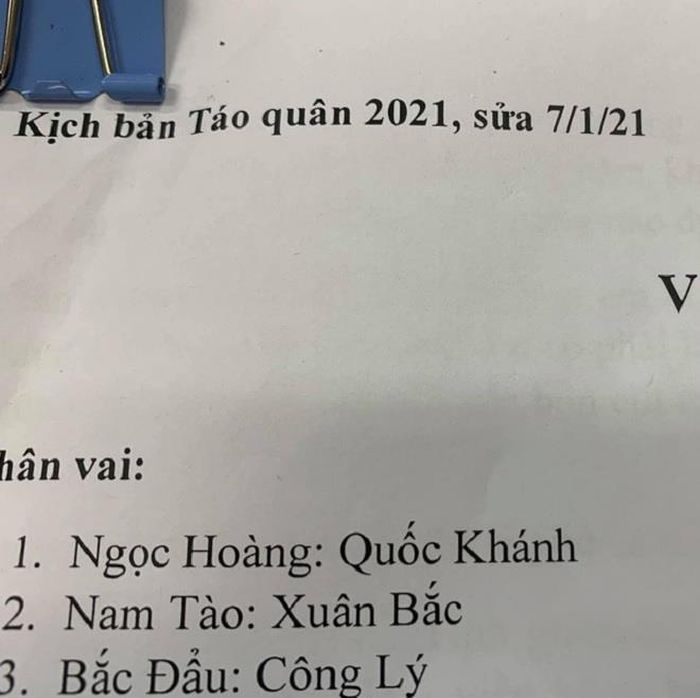 Kịch bản Táo quân 2021, sửa 7/1/21
V
hân vai:
1. Ngọc Hoàng: Quốc Khánh
2. Nam Tào: Xuân Bắc
3. Bắc Đẩu: Công Lý